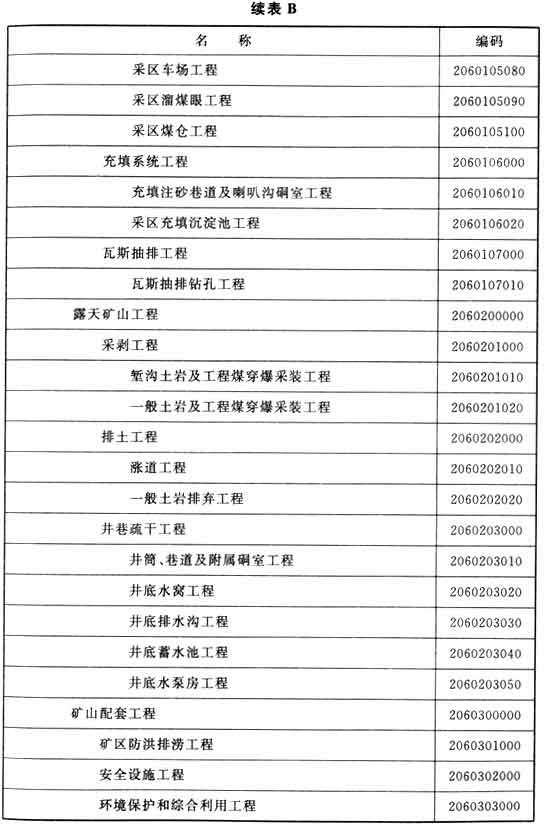 续表 B
名 称 编码
采区车场工程 2060105080
采区溜煤眼工程 2060105090
采区煤仓工程 2060105100
充填系统工程 2060106000
充填注砂巷道及喇叭沟硐室工程 2060106010
采区充填沉淀池工程 2060106020
瓦斯抽排工程 2060107000
瓦斯抽排钻孔工程 2060107010
露天矿山工程 2060200000
采剥工程 2060201000
堑沟土岩及工程煤穿爆采装工程 2060201010
一般土岩及工程煤穿爆采装工程 2060201020
排土工程 2060202000
涨道工程 2060202010
一般土岩排弃工程 2060202020
井巷疏干工程 2060203000
井筒、巷道及附属硐室工程 2060203010
井底水窝工程 2060203020
井底排水沟工程 2060203030
井底蓄水池工程 2060203040
井底水泵房工程 2060203050
矿山配套工程 2060300000
矿区防洪排涝工程 2060301000
安全设施工程 2060302000
环境保护和综合利用工程 2060303000